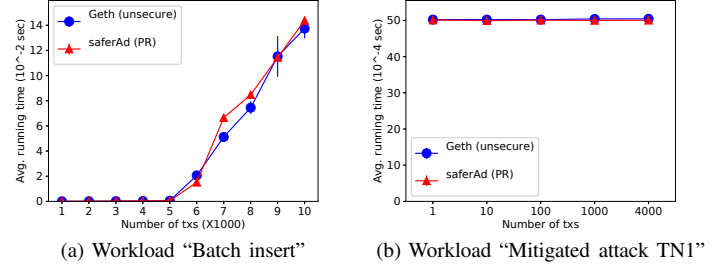 Avg. running time (10^-2 sec)
14
12
10
8
6
4
2
0
Geth (unsecure)
saferAd (PR)
1 2 3 4 5 6 7 8 9 10
Number of txs (X1000)
(a) Workload “Batch insert”
Avg. running time (10^-4 sec)
50
40
30
20
10
0
Geth (unsecure)
saferAd (PR)
1 10 100 1000 4000
Number of txs
(b) Workload “Mitigated attack TN1”